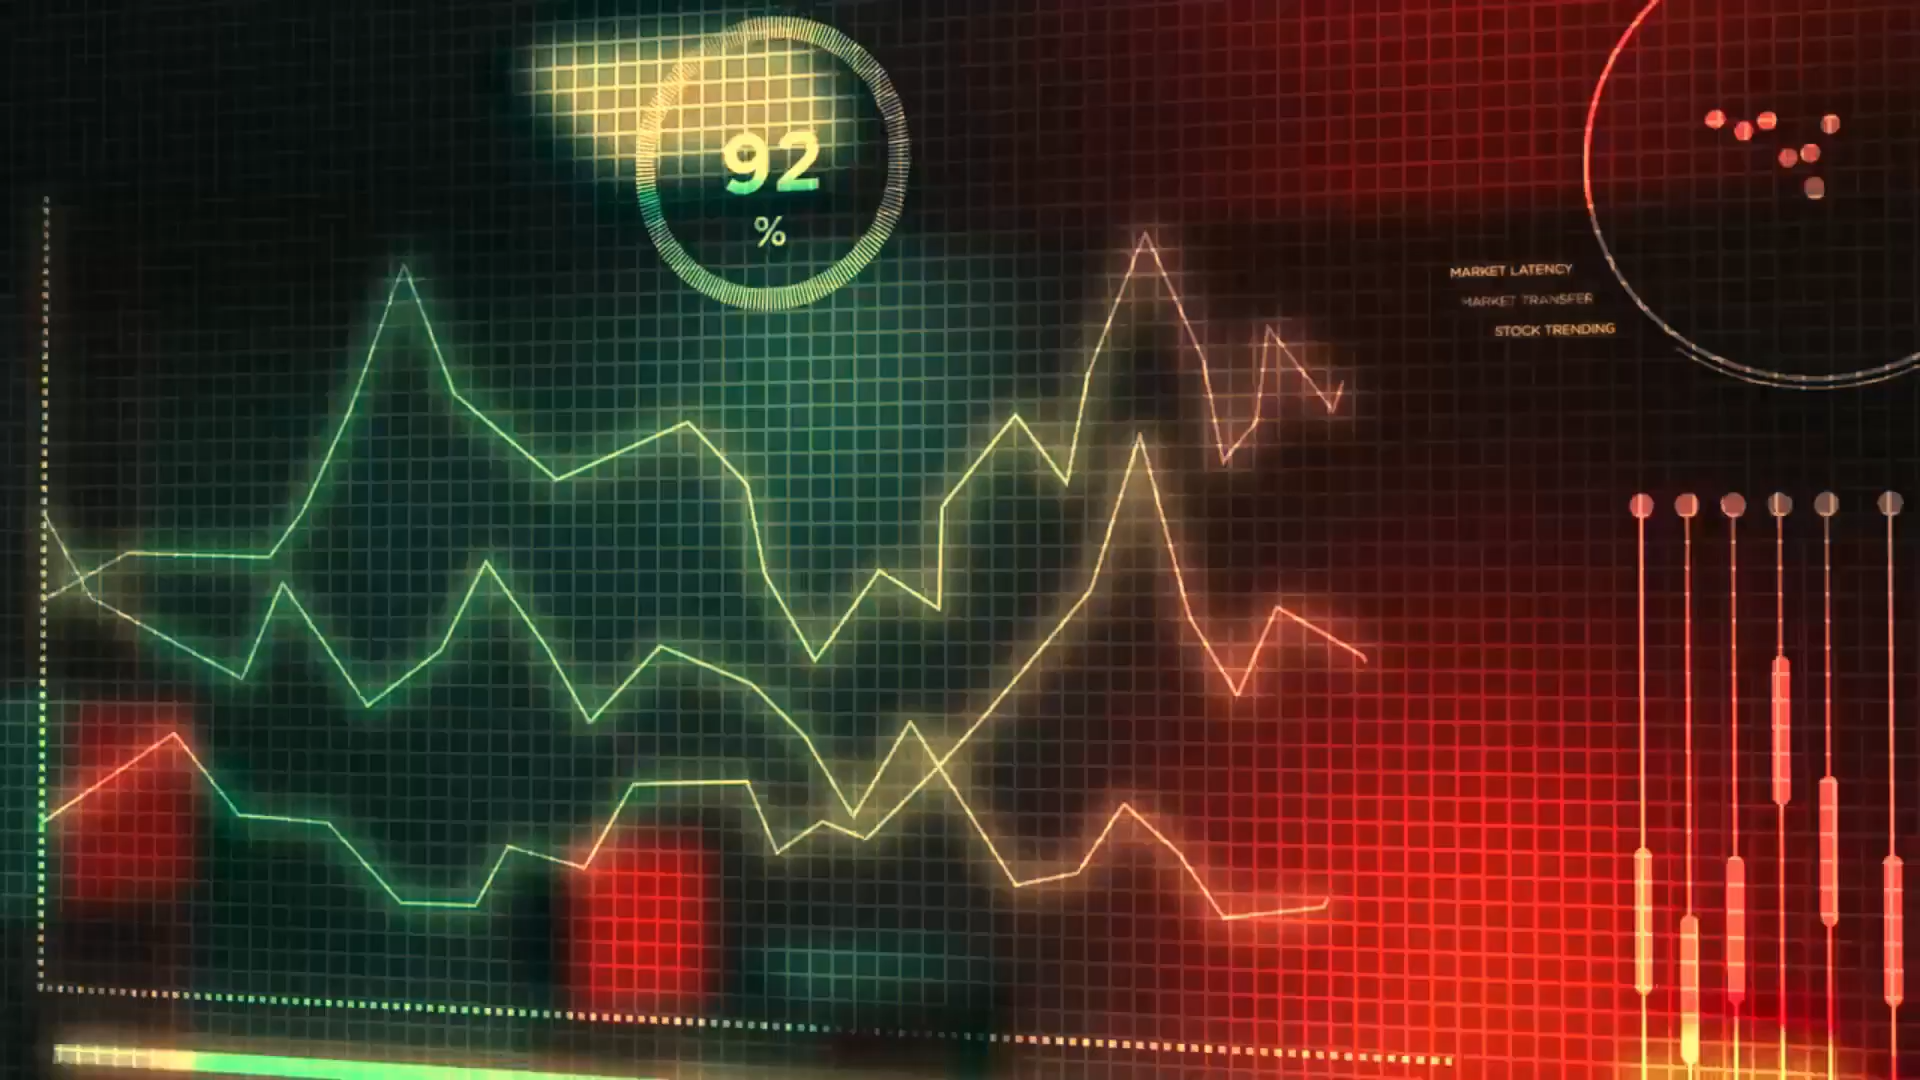 92
%
MARKET LATENCY
MARKET TRANSFER
STOCK TRENDING